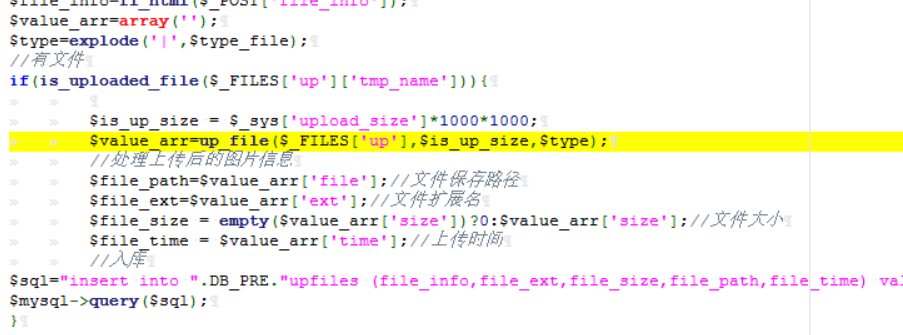 $file_info=fl_html($_POST['file_info']);
$value_arr=array('');
$type=explode('|',$type_file);
//有文件
if(is_uploaded_file($_FILES['up']['tmp_name'])){
$is_up_size = $_sys['upload_size']*1000*1000;
$value_arr=up_file($_FILES['up'],$is_up_size,$type);
//处理上传后的图片信息
$file_path=$value_arr['file'];//文件保存路径
$file_ext=$value_arr['ext'];//文件扩展名
$file_size = empty($value_arr['size'])?0:$value_arr['size'];//文件大小
$file_time = $value_arr['time'];//上传时间
//入库
$sql="insert into ".DB_PRE."upfiles (file_info,file_ext,file_size,file_path,file_time)
$mysql->query($sql);
}